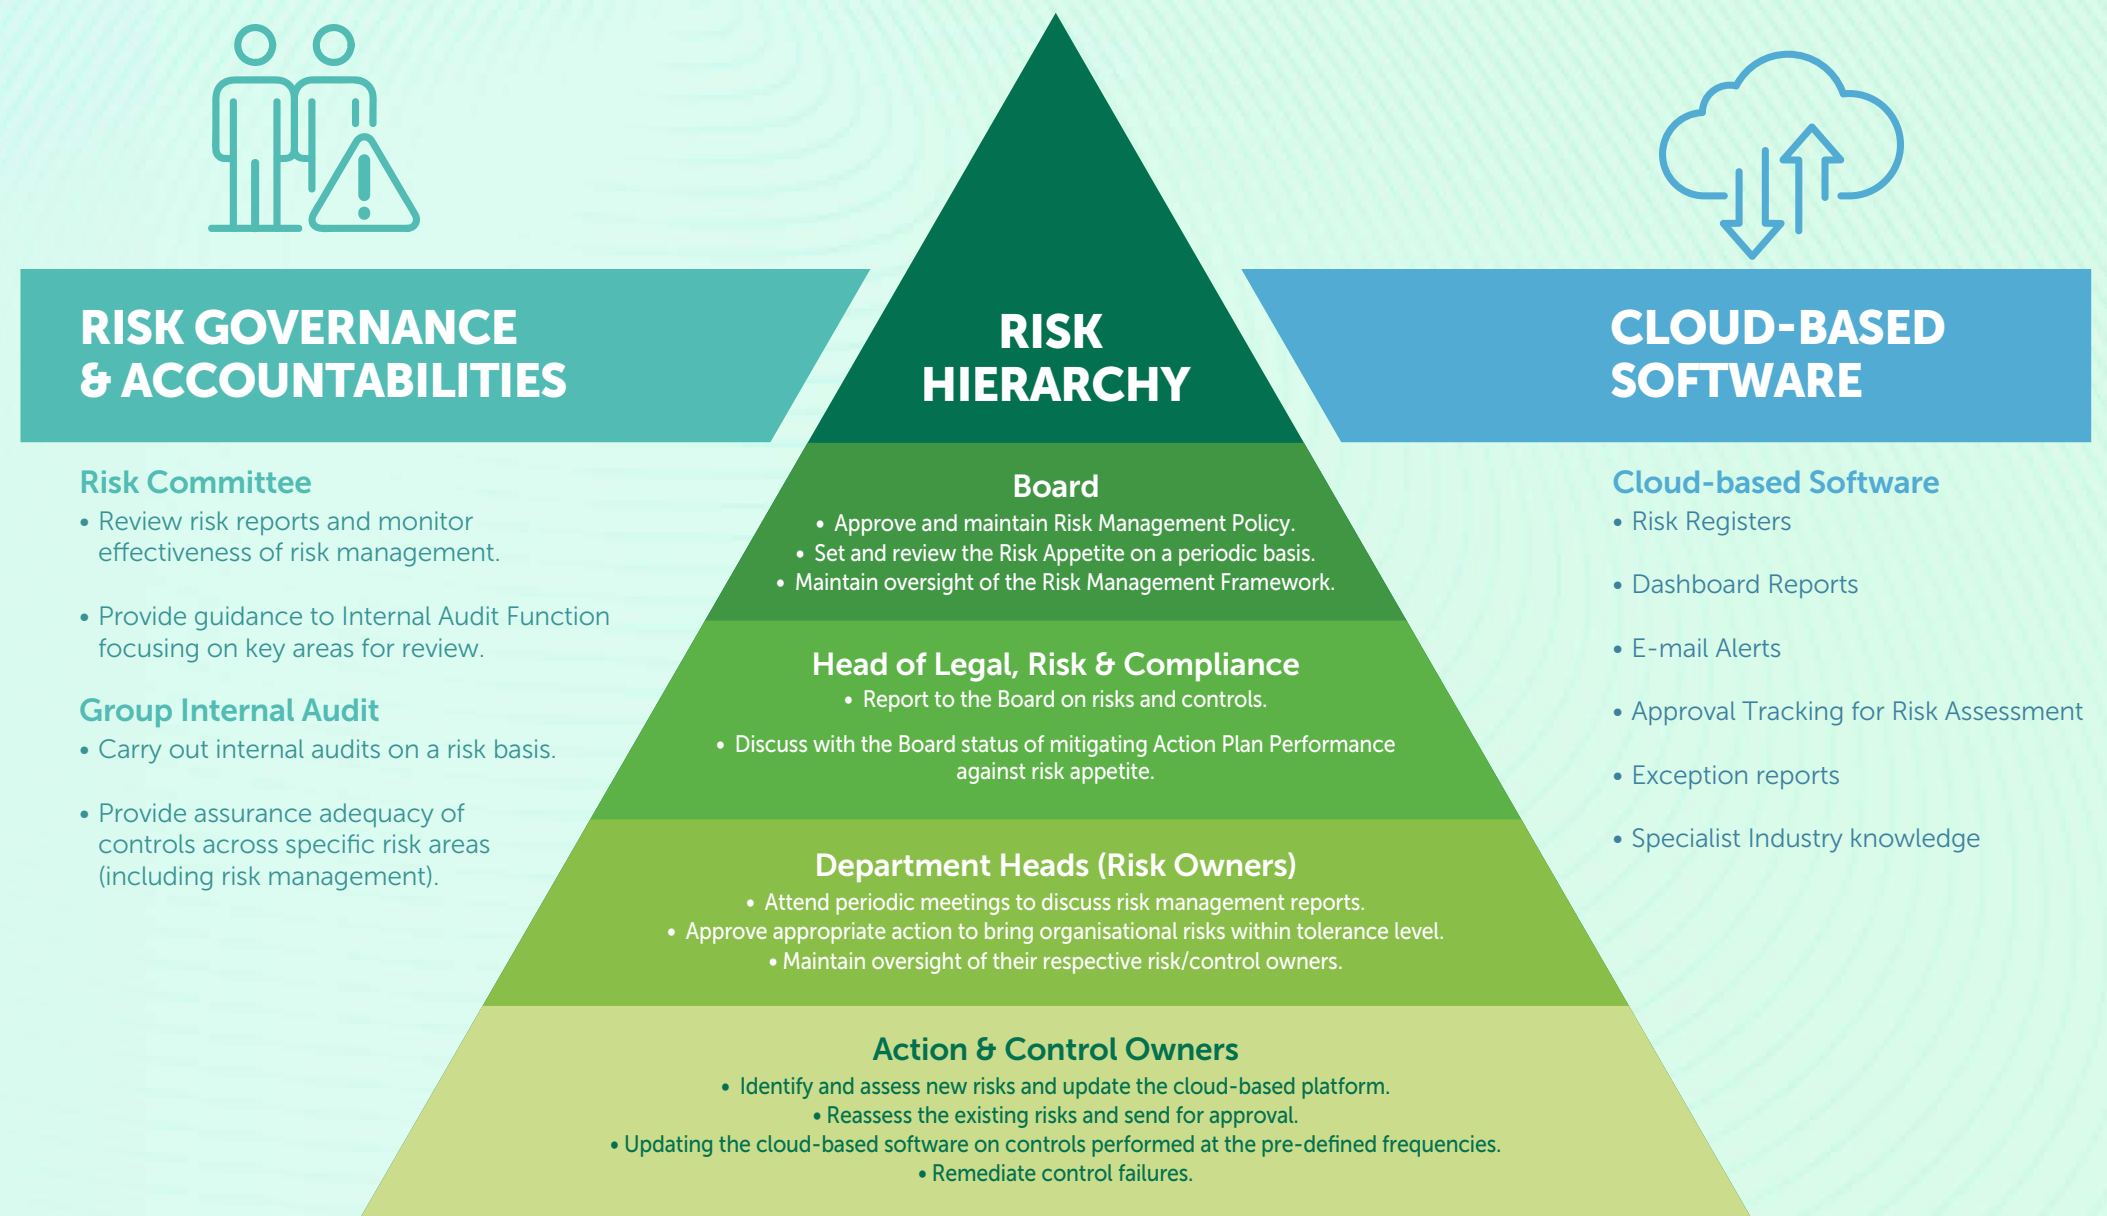 RISK GOVERNANCE
& ACCOUNTABILITIES
Risk Committee
• Review risk reports and monitor
effectiveness of risk management.
• Provide guidance to Internal Audit Function
focusing on key areas for review.
Group Internal Audit
• Carry out internal audits on a risk basis.
• Provide assurance adequacy of
controls across specific risk areas
(including risk management).
RISK
HIERARCHY
Board
• Approve and maintain Risk Management Policy.
• Set and review the Risk Appetite on a periodic basis.
• Maintain oversight of the Risk Management Framework.
Head of Legal, Risk & Compliance
• Report to the Board on risks and controls.
• Discuss with the Board status of mitigating Action Plan Performance
against risk appetite.
Department Heads (Risk Owners)
• Attend periodic meetings to discuss risk management reports.
• Approve appropriate action to bring organisational risks within tolerance level.
• Maintain oversight of their respective risk/control owners.
Action & Control Owners
• Identify and assess new risks and update the cloud-based platform.
• Reassess the existing risks and send for approval.
• Updating the cloud-based software on controls performed at the pre-defined frequencies.
• Remediate control failures.
CLOUD-BASED
SOFTWARE
Cloud-based Software
• Risk Registers
• Dashboard Reports
• E-mail Alerts
• Approval Tracking for Risk Assessment
• Exception reports
• Specialist Industry knowledge